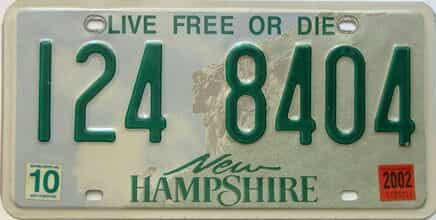 LIVE FREE OR DIE
124 8404
New
HAMPSHIRE
10
2002